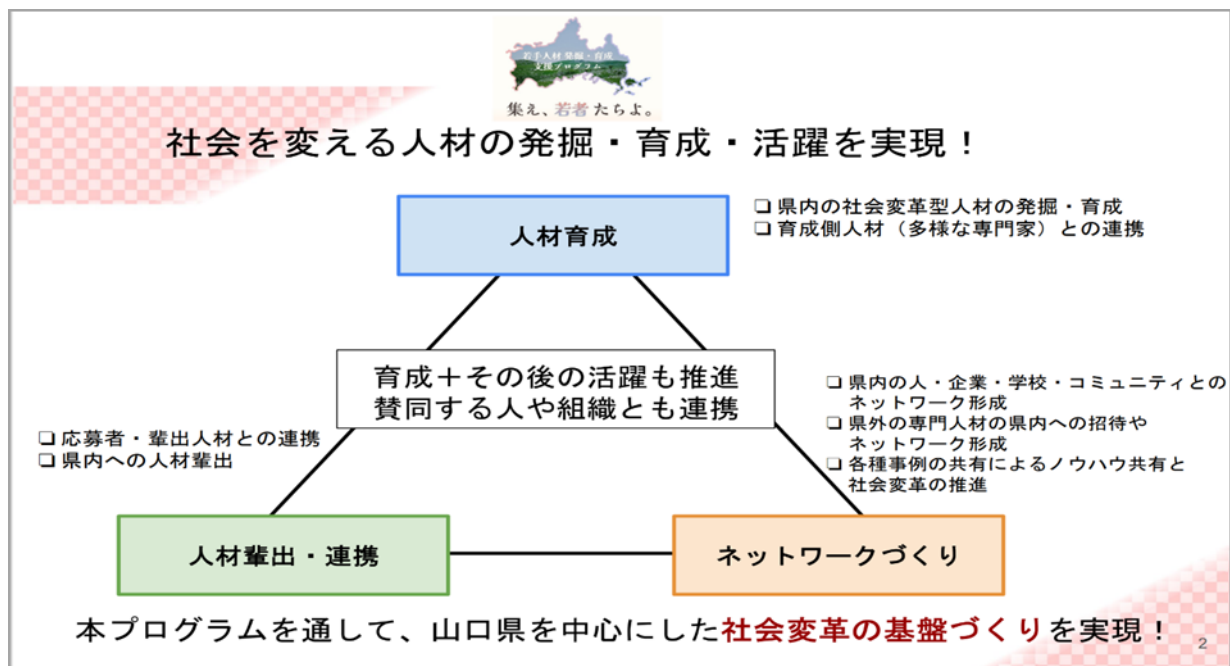 若手人材 発掘・育成
支援プログラム
集え、若者たちよ。
社会を変える人材の発掘・育成・活躍を実現！
人材育成
❏ 県内の社会変革型人材の発掘・育成
❏ 育成側人材（多様な専門家）との連携
育成＋その後の活躍も推進
賛同する人や組織とも連携
❏ 県内の人・企業・学校・コミュニティとの
ネットワーク形成
❏ 県外の専門人材の県内への招待や
ネットワーク形成
❏ 各種事例の共有によるノウハウ共有と
社会変革の推進
❏ 応募者・輩出人材との連携
❏ 県内への人材輩出
人材輩出・連携
ネットワークづくり
本プログラムを通して、山口県を中心にした社会変革の基盤づくりを実現！
2